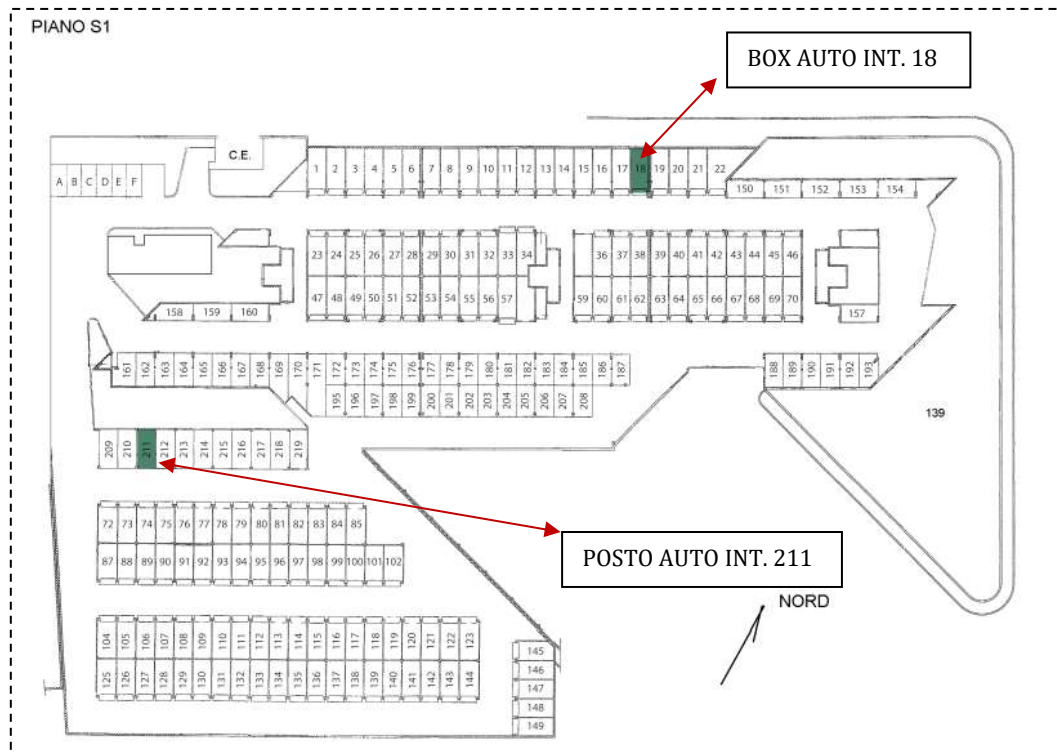 PIANO S1
BOX AUTO INT. 18
C.E.
A B C D E F
1 2 3 4 5 6 7 8 9 10 11 12 13 14 15 16 17 18 19 20 21 22
150 151 152 153 154
23 24 25 26 27 28 29 30 31 32 33 34
36 37 38 39 40 41 42 43 44 45 46
47 48 49 50 51 52 53 54 55 56 57
59 60 61 62 63 64 65 66 67 68 69 70
158 159 160
157
161 162 163 164 165 166 167 168 169 170 171 172 173 174 175 176 177 178 179 180 181 182 183 184 185 186 187
188 189 190 191 192 193
195 196 197 198 199 200 201 202 203 204 205 206 207 208
139
209 210 211 212 213 214 215 216 217 218 219
72 73 74 75 76 77 78 79 80 81 82 83 84 85
87 88 89 90 91 92 93 94 95 96 97 98 99 100 101 102
POSTO AUTO INT. 211
NORD
104 105 106 107 108 109 110 111 112 113 114 115 116 117 118 119 120 121 122 123
125 126 127 128 129 130 131 132 133 134 135 136 137 138 139 140 141 142 143 144
145
146
147
148
149